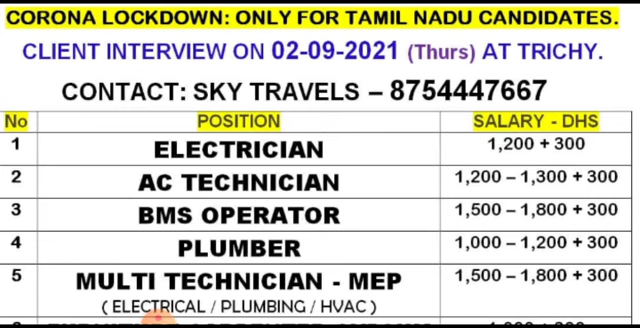 CORONA LOCKDOWN: ONLY FOR TAMIL NADU CANDIDATES.
CLIENT INTERVIEW ON 02-09-2021 (Thurs) AT TRICHY.
CONTACT: SKY TRAVELS – 8754447667
No POSITION SALARY - DHS
1 ELECTRICIAN 1,200 + 300
2 AC TECHNICIAN 1,200 – 1,300 + 300
3 BMS OPERATOR 1,500 – 1,800 + 300
4 PLUMBER 1,000 – 1,200 + 300
5 MULTI TECHNICIAN - MEP 1,500 – 1,800 + 300
( ELECTRICAL / PLUMBING / HVAC )